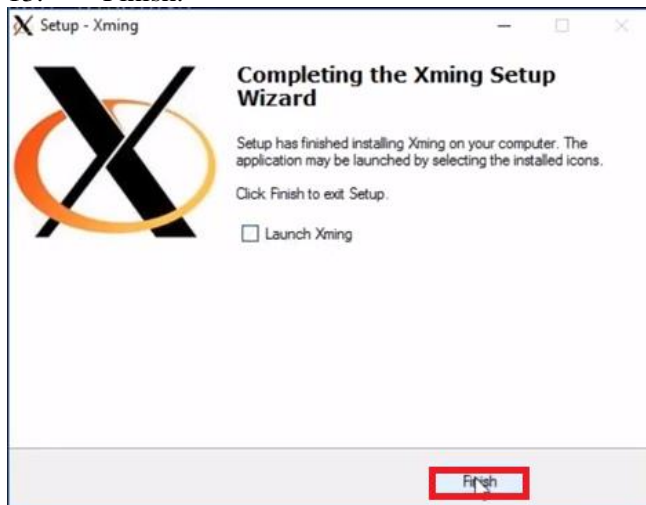 Setup - Xming
Completing the Xming Setup
Wizard
Setup has finished installing Xming on your computer. The
application may be launched by selecting the installed icons.
Click Finish to exit Setup.
Launch Xming
Finish